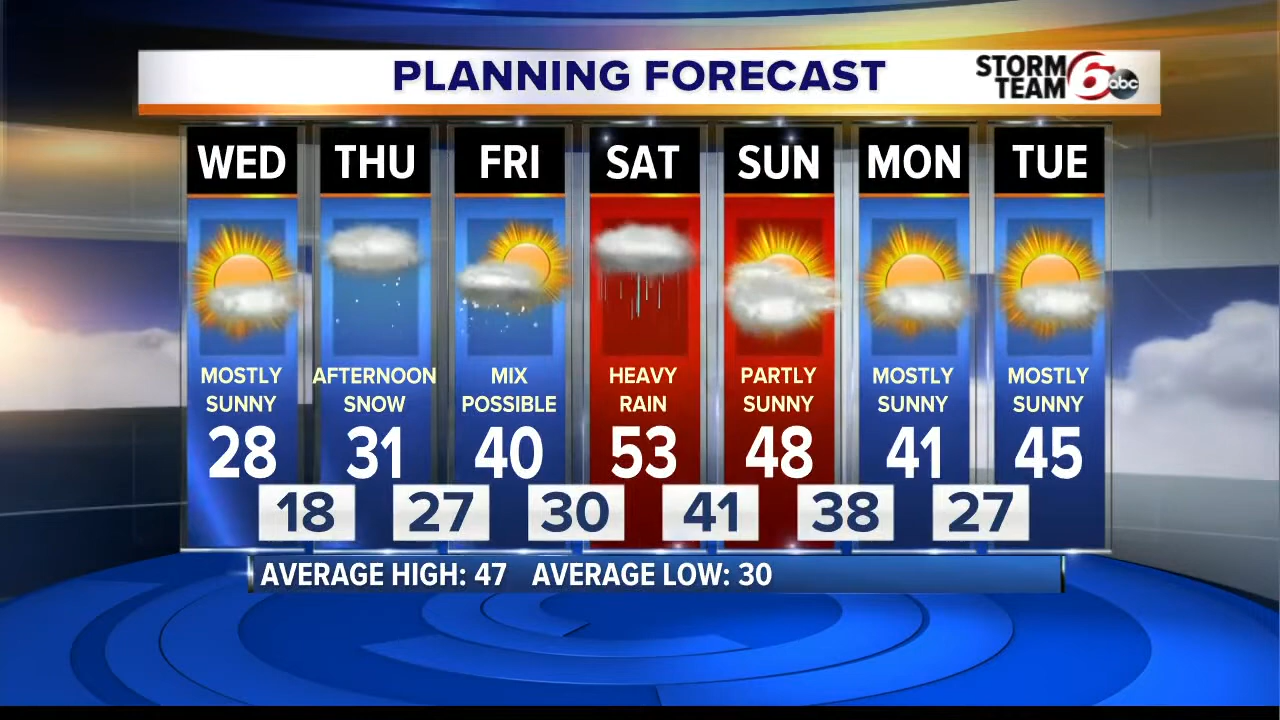 PLANNING FORECAST
STORM
TEAM 6 abc
WED THU FRI SAT SUN MON TUE
MOSTLY AFTERNOON MIX HEAVY PARTLY MOSTLY MOSTLY
SUNNY SNOW POSSIBLE RAIN SUNNY SUNNY SUNNY
28 31 40 53 48 41 45
18 27 30 41 38 27
AVERAGE HIGH: 47 AVERAGE LOW: 30